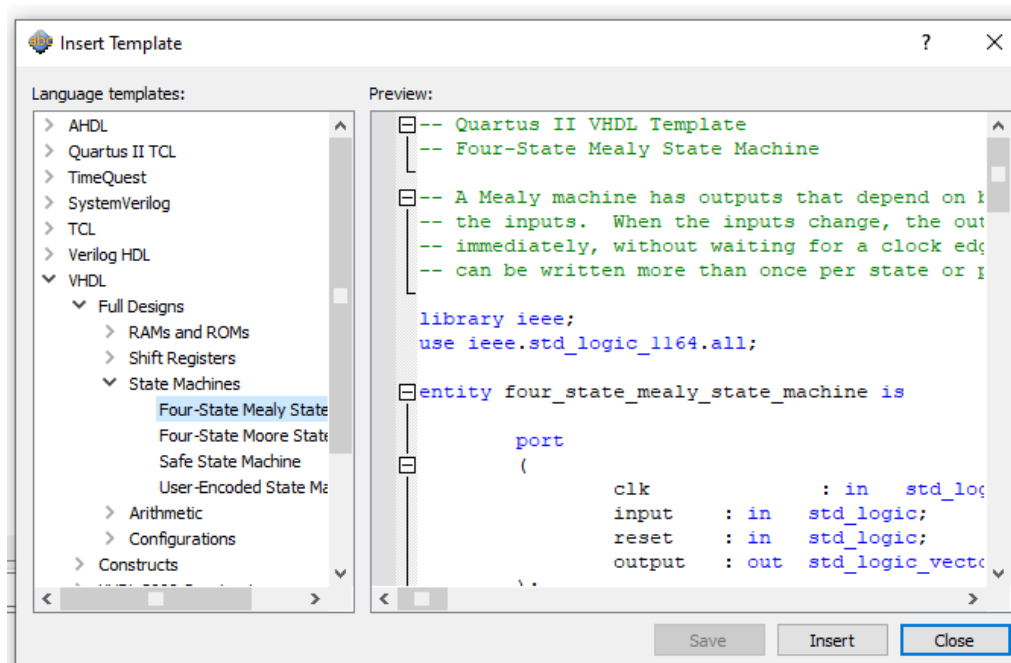 Insert Template
?
Language templates:
AHDL
Quartus II TCL
TimeQuest
SystemVerilog
TCL
Verilog HDL
VHDL
Full Designs
RAMs and ROMs
Shift Registers
State Machines
Four-State Mealy State
Four-State Moore State
Safe State Machine
User-Encoded State Ma
Arithmetic
Configurations
Constructs
Preview:
-- Quartus II VHDL Template
-- Four-State Mealy State Machine
-- A Mealy machine has outputs that depend on
-- the inputs.  When the inputs change, the out
-- immediately, without waiting for a clock edg
-- can be written more than once per state or
library ieee;
use ieee.std_logic_1164.all;
entity four_state_mealy_state_machine is
port
(
clk : in std_log
input : in std_logic;
reset : in std_logic;
output : out std_logic_vecto
);
Save
Insert
Close